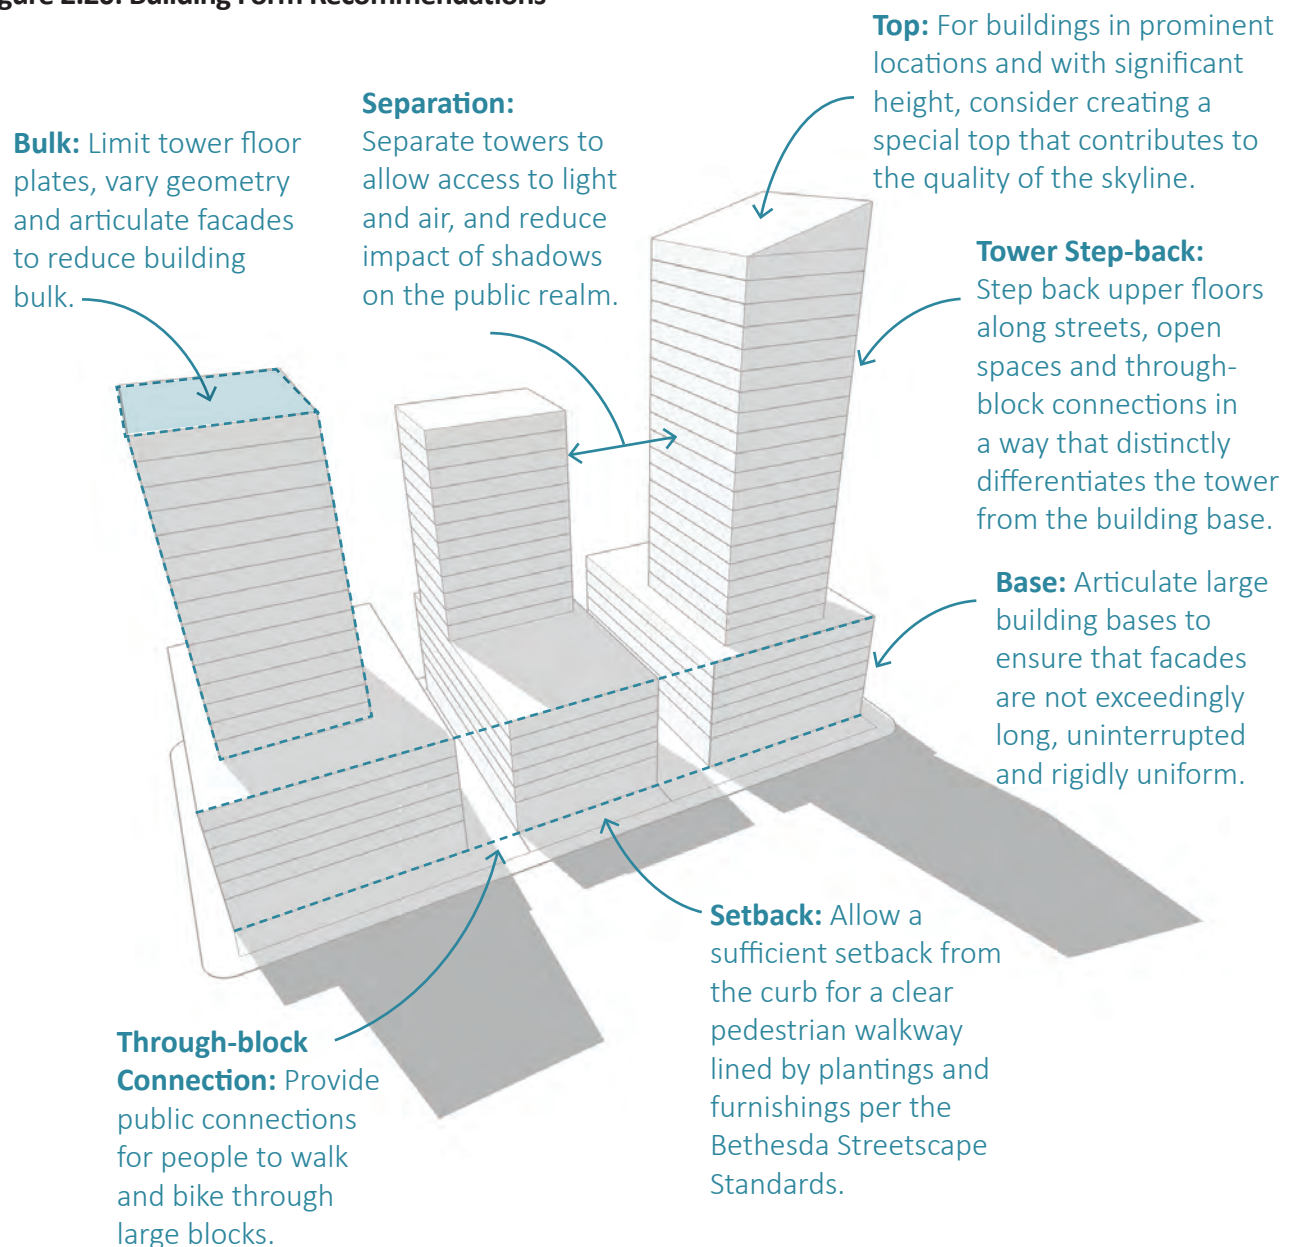 gure 2.20: Building Form Recommendations
Top: For buildings in prominent
locations and with significant
height, consider creating a
special top that contributes to
the quality of the skyline.
Separation:
Separate towers to
allow access to light
and air, and reduce
impact of shadows
on the public realm.
Bulk: Limit tower floor
plates, vary geometry
and articulate facades
to reduce building
bulk.
Tower Step-back:
Step back upper floors
along streets, open
spaces and through-
block connections in
a way that distinctly
differentiates the tower
from the building base.
Base: Articulate large
building bases to
ensure that facades
are not exceedingly
long, uninterrupted
and rigidly uniform.
Setback: Allow a
sufficient setback from
the curb for a clear
pedestrian walkway
lined by plantings and
furnishings per the
Bethesda Streetscape
Standards.
Through-block
Connection: Provide
public connections
for people to walk
and bike through
large blocks.